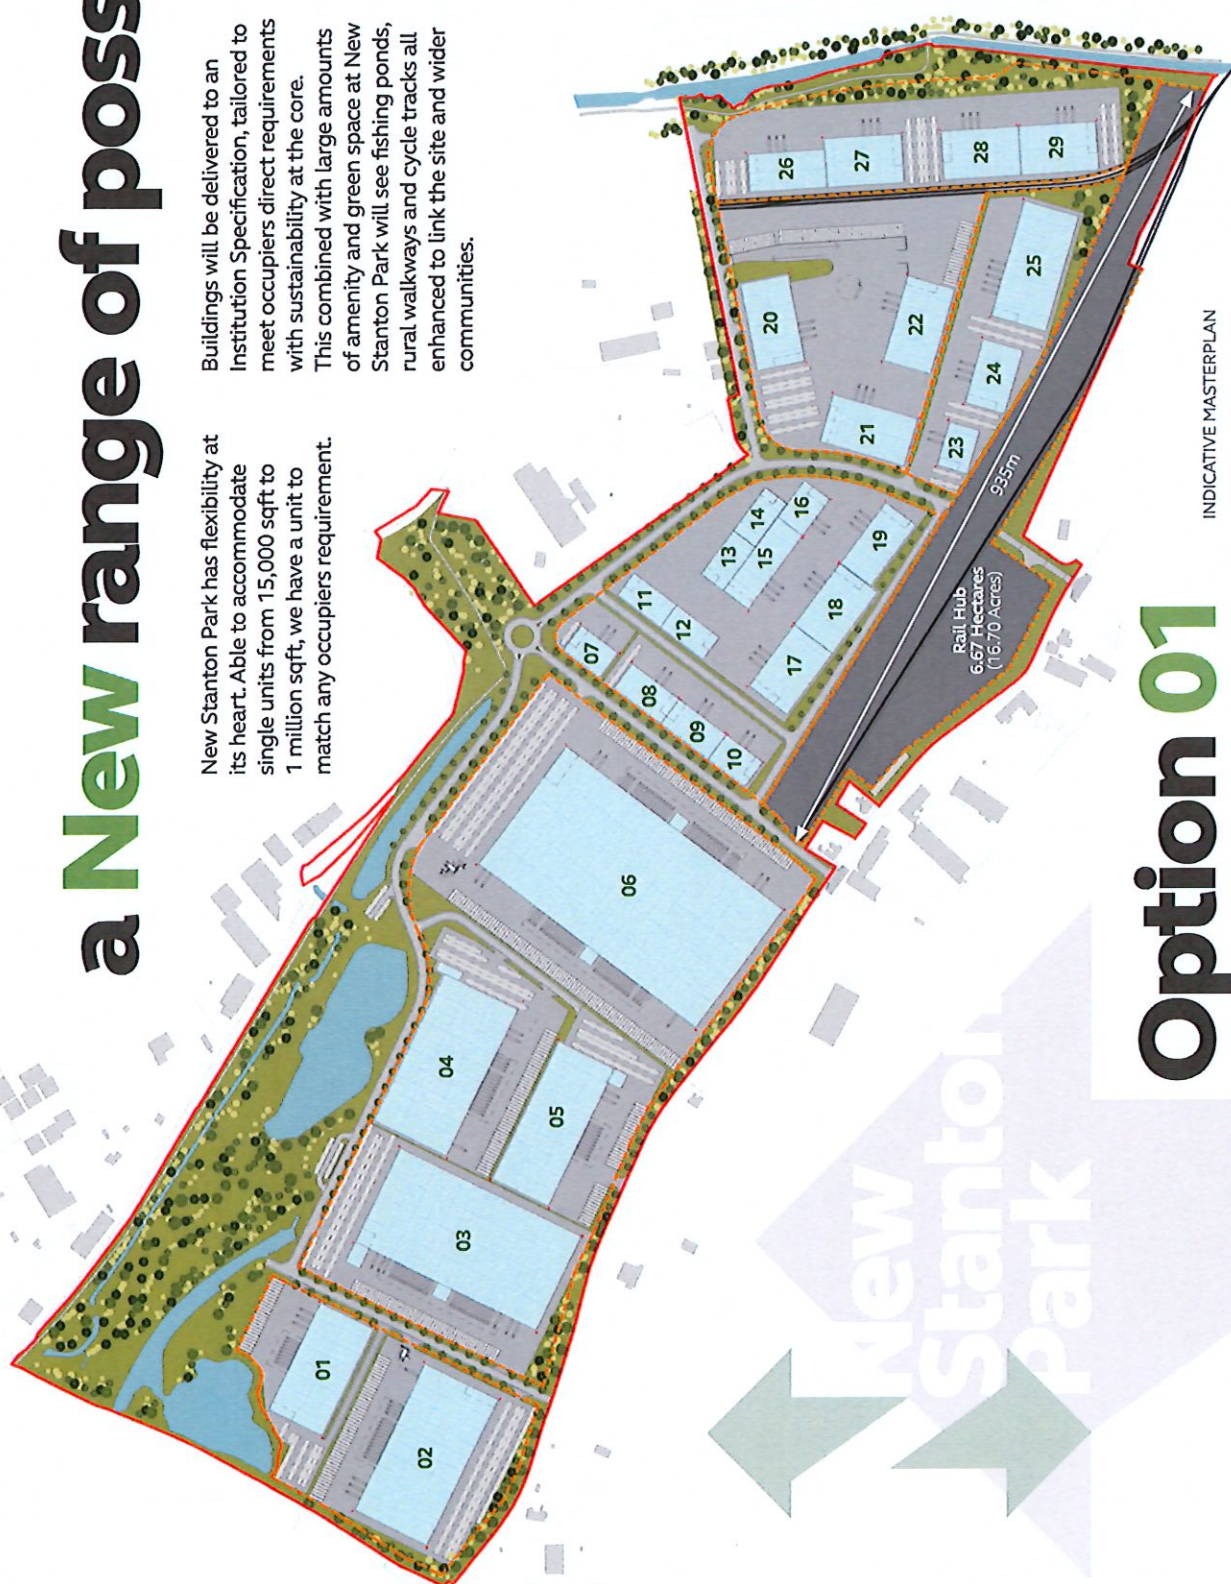 a New range of poss
New Stanton Park has flexibility at
its heart. Able to accommodate
single units from 15,000 sqft to
1 million sqft, we have a unit to
match any occupiers requirement.
Buildings will be delivered to an
Institution Specification, tailored to
meet occupiers direct requirements
with sustainability at the core.
This combined with large amounts
of amenity and green space at New
Stanton Park will see fishing ponds,
rural walkways and cycle tracks all
enhanced to link the site and wider
communities.
01
02
03
04
05
06
07
08
09
10
11
12
13
14
15
16
17
18
19
20
21
22
23
24
25
26
27
28
29
935m
Rail Hub
6.67 Hectares
(16.70 Acres)
New
Stanton
Park
Option 01
INDICATIVE MASTERPLAN